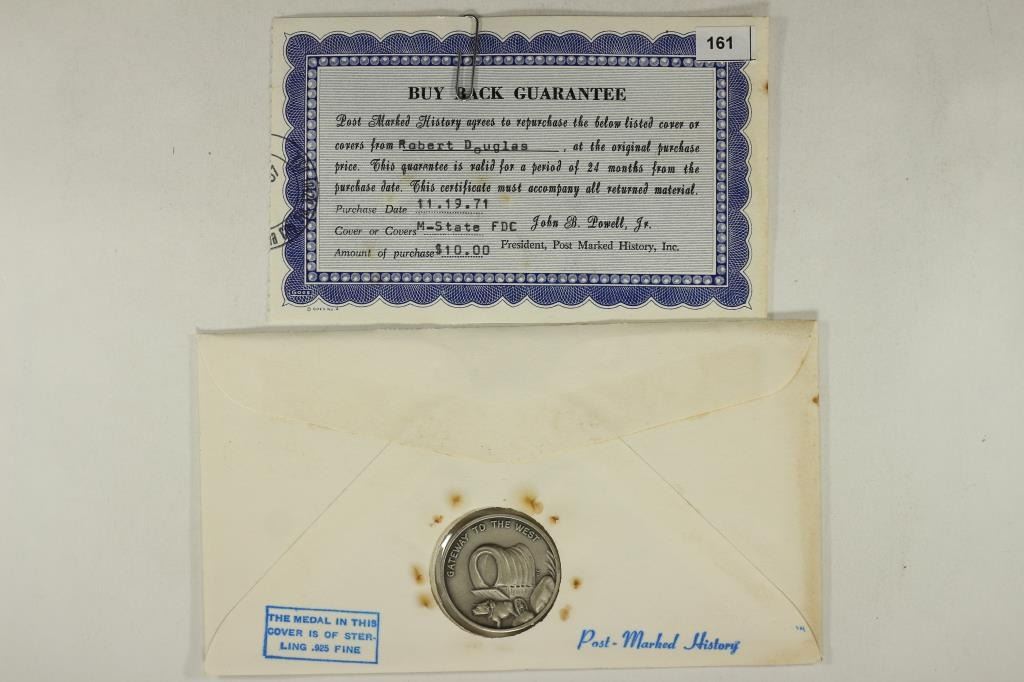 161
BUY BACK GUARANTEE
Post Marked History agrees to repurchase the below listed cover or
covers from Robert Douglas, at the original purchase
price. This guarantee is valid for a period of 24 months from the
purchase date. This certificate must accompany all returned material.
Purchase Date 11.19.71
Cover or Covers M-State FDC John B. Powell, Jr.
Amount of purchase $10.00 President, Post Marked History, Inc.
GOES
GATEWAY TO THE WEST
THE MEDAL IN THIS
COVER IS OF STER-
LING .925 FINE
Post-Marked History